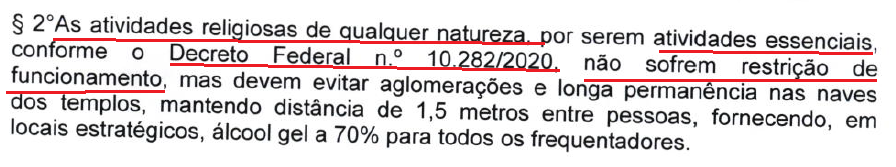 § 2°As atividades religiosas de qualquer natureza, por serem atividades essenciais,
conforme o Decreto Federal n.º 10.282/2020, não sofrem restrição de
funcionamento, mas devem evitar aglomerações e longa permanência nas naves
dos templos, mantendo distância de 1,5 metros entre pessoas, fornecendo, em
locais estratégicos, álcool gel a 70% para todos os frequentadores.